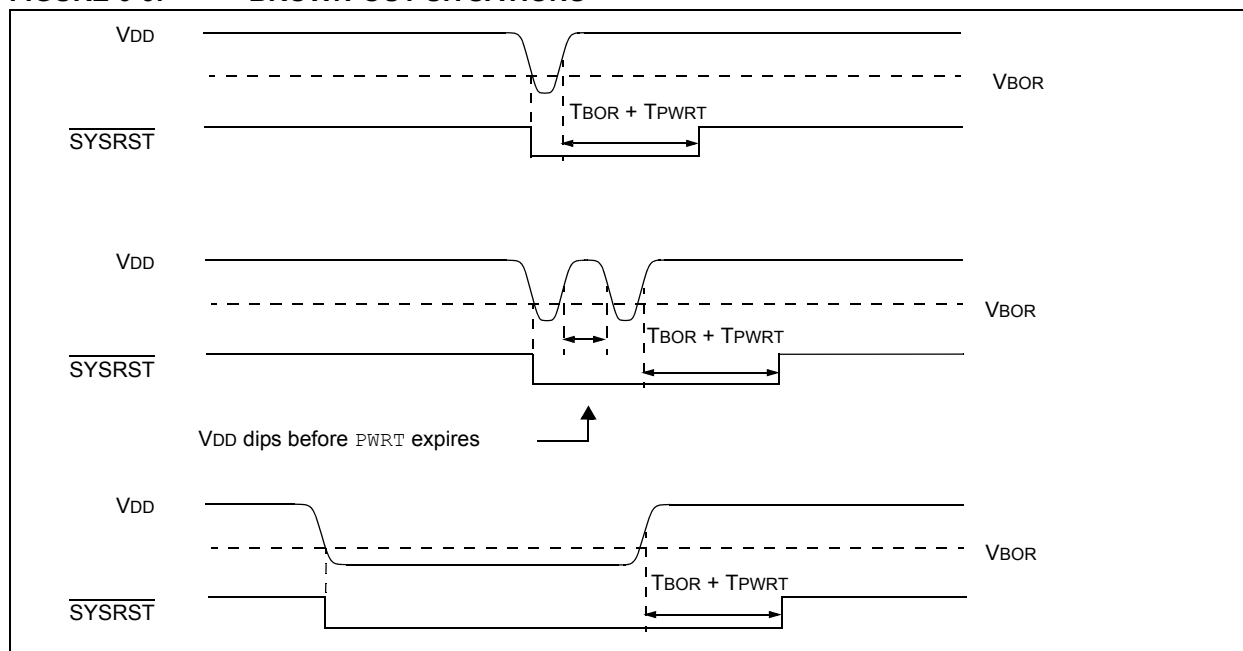 VDD
VBOR
TBOR + TPWRT
SYSRST
VDD
VBOR
TBOR + TPWRT
SYSRST
VDD dips before PWRT expires
VDD
VBOR
TBOR + TPWRT
SYSRST